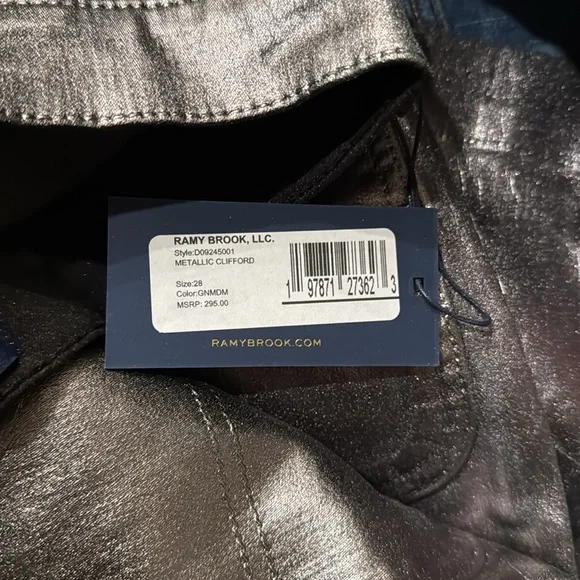 RAMY BROOK, LLC.
Style:D09245001
METALLIC CLIFFORD
Size:28
Color:GNMDM
MSRP: 295.00
1 97871 27362 3
RAMYBROOK.COM